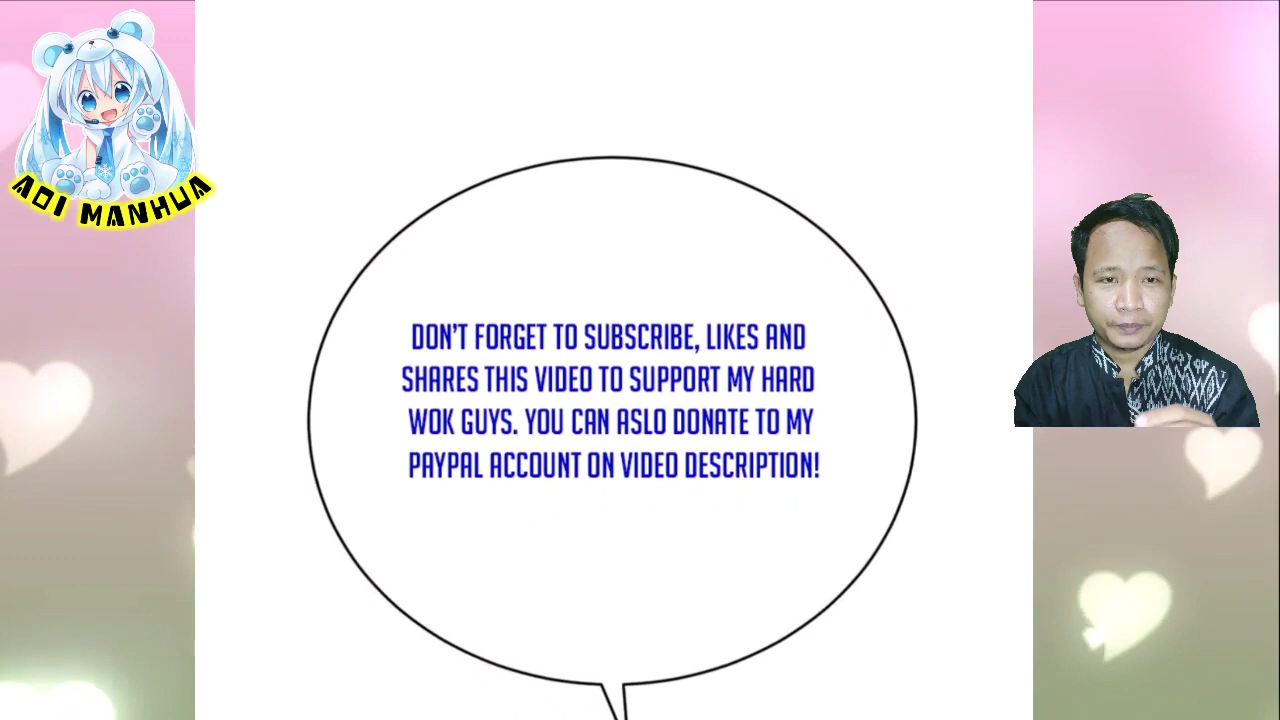 AOI MANHUA
DON'T FORGET TO SUBSCRIBE, LIKES AND
SHARES THIS VIDEO TO SUPPORT MY HARD
WOK GUYS. YOU CAN ASLO DONATE TO MY
PAYPAL ACCOUNT ON VIDEO DESCRIPTION!